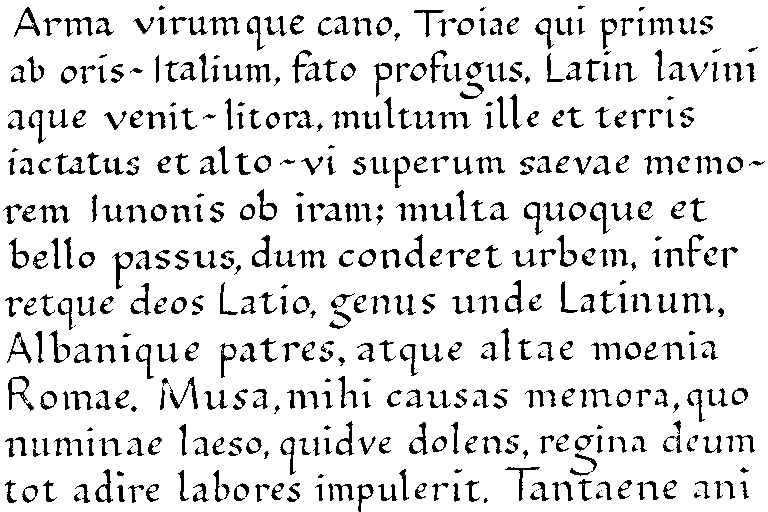 Arma virumque cano, Troiae qui primus
ab oris~Italium, fato profugus, Latin lavini
aque venit~litora, multum ille et terris
iactatus et alto~vi superum saevae memo~
rem Iunonis ob iram; multa quoque et
bello passus, dum conderet urbem, infer
retque deos Latio, genus unde Latinum,
Albanique patres, atque altae moenia
Romae. Musa, mihi causas memora, quo
numinae laeso, quidve dolens, regina deum
tot adire labores impulerit. Tantaene ani